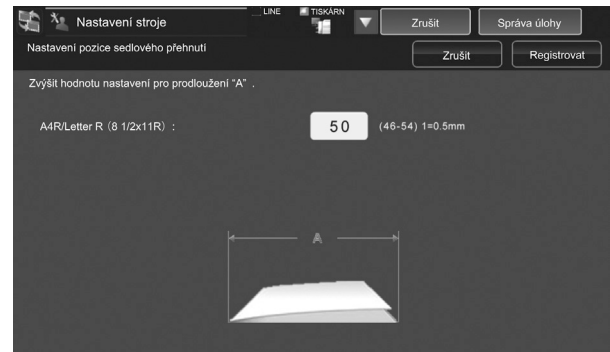 LINE TISKÁRN
Nastavení stroje Zrušit Správa úlohy
Nastavení pozice sedlového přehnutí Zrušit Registrovat
Zvýšit hodnotu nastavení pro prodloužení “A” .
A4R/Letter R (8 1/2x11R) : 50 (46-54) 1=0.5mm
A